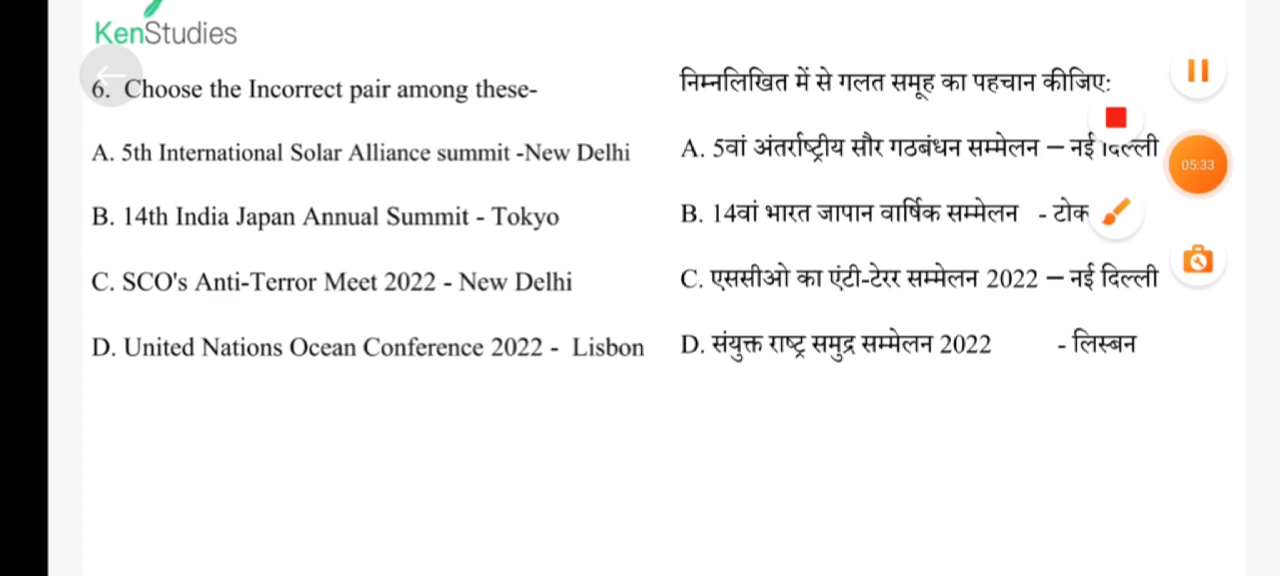 KenStudies
6. Choose the Incorrect pair among these-
A. 5th International Solar Alliance summit -New Delhi
B. 14th India Japan Annual Summit - Tokyo
C. SCO's Anti-Terror Meet 2022 - New Delhi
D. United Nations Ocean Conference 2022 - Lisbon
निम्नलिखित में से गलत समूह का पहचान कीजिए:
A. 5वां अंतर्राष्ट्रीय सौर गठबंधन सम्मेलन – नई दिल्ली
B. 14वां भारत जापान वार्षिक सम्मेलन -
C. एससीओ का एंटी-टेरर सम्मेलन 2022 – नई दिल्ली
D. संयुक्त राष्ट्र समुद्र सम्मेलन 2022 - लिस्बन
05:33